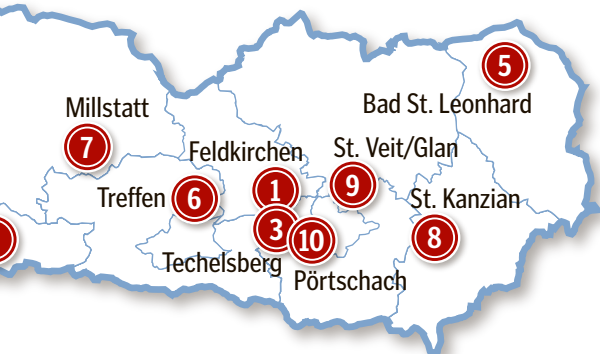 5
Bad St. Leonhard
Millstatt
7
Feldkirchen
St. Veit/Glan
Treffen
6
1
9
St. Kanzian
3
10
8
Techelsberg
Pörtschach